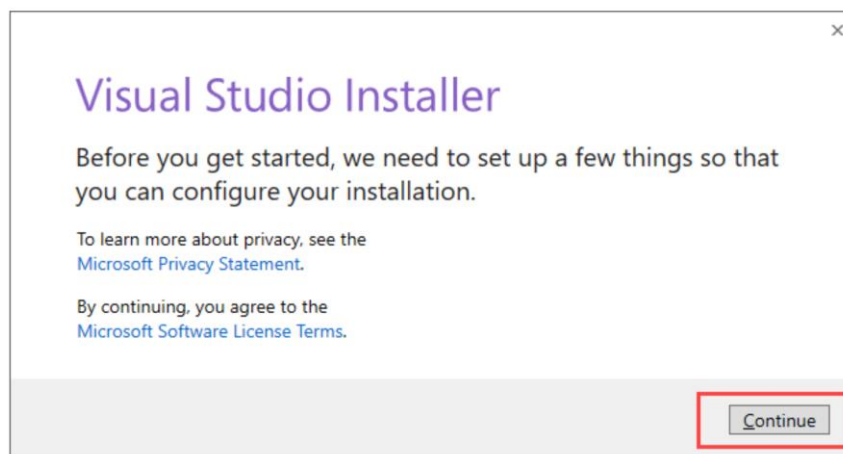 Visual Studio Installer
Before you get started, we need to set up a few things so that
you can configure your installation.
To learn more about privacy, see the
Microsoft Privacy Statement.
By continuing, you agree to the
Microsoft Software License Terms.
Continue